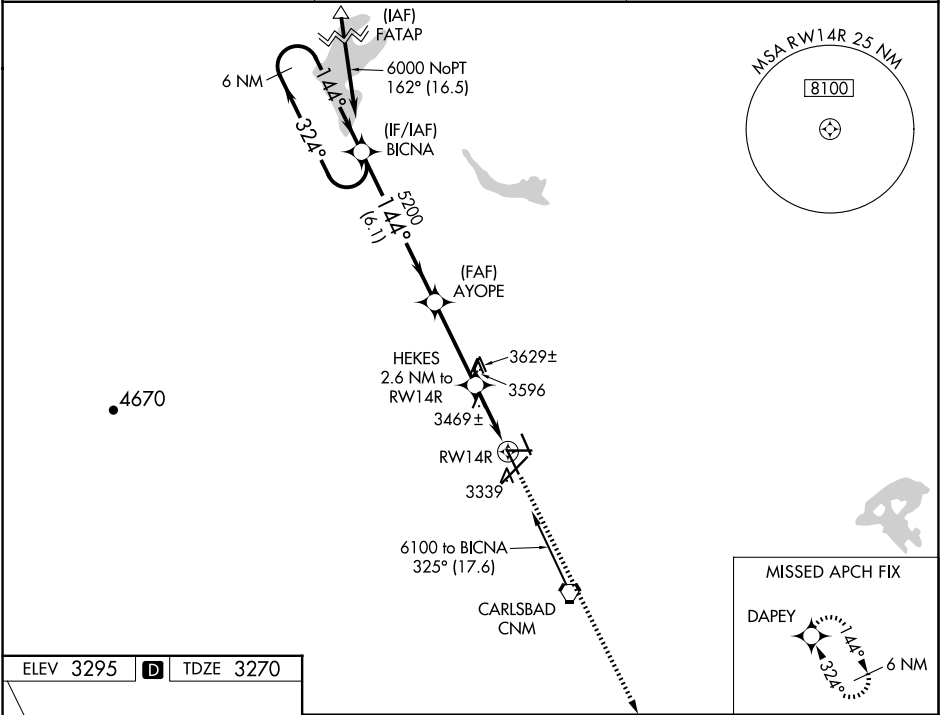 (IAF)
FATAP
6000 NoPT
162° (16.5)
6 NM
144°
324°
(IF/IAF)
BICNA
5200
144°
(6.1)
(FAF)
AYOPE
HEKES
2.6 NM to
RW14R
3629±
3596
3469±
RW14R
3339
4670
6100 to BICNA
325° (17.6)
CARLSBAD
CNM
MSA RW14R 25 NM
8100
MISSED APCH FIX
DAPEY
144°
324°
6 NM
ELEV 3295 D TDZE 3270